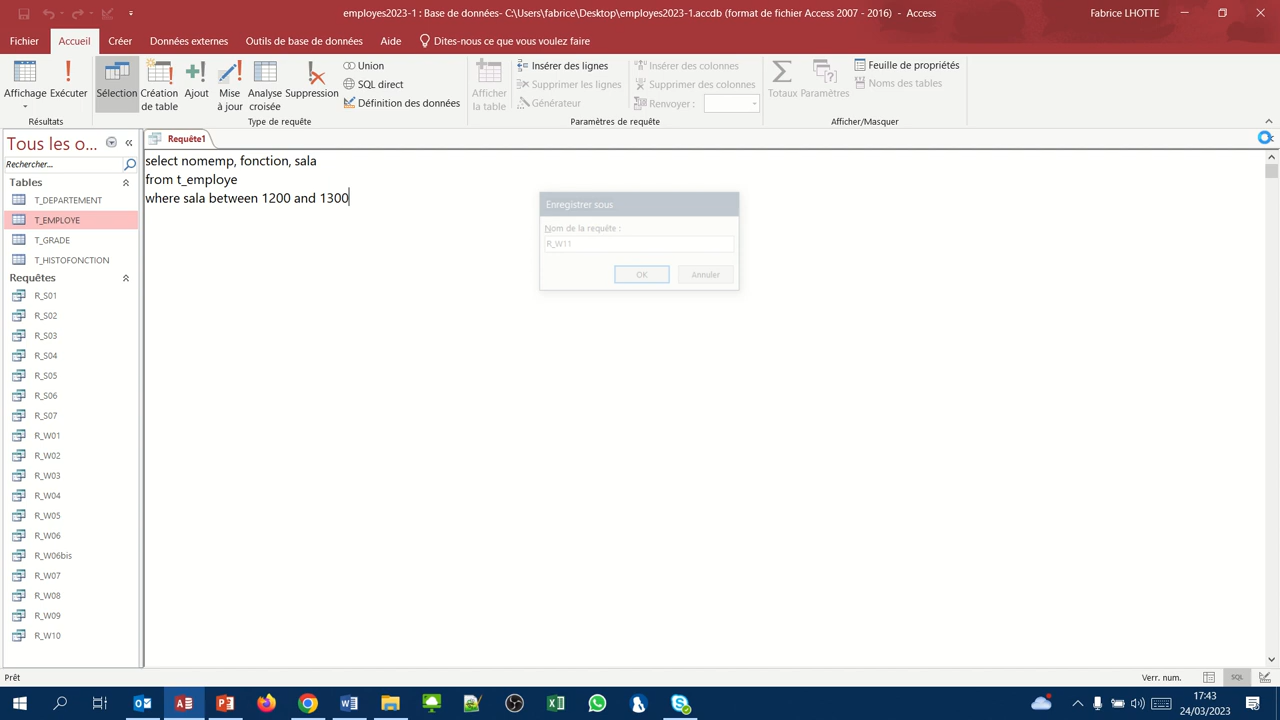 employes2023-1 : Base de données- C:\Users\fabrice\Desktop\employes2023-1.accdb (format de fichier Access 2007 - 2016) - Access
Fabrice LHOTTE
Fichier Accueil Créer Données externes Outils de base de données Aide Dites-nous ce que vous voulez faire
Affichage Exécuter
Résultats
Sélection Création de table Ajout Mise à jour Analyse croisée Suppression
Union
SQL direct
Définition des données
Type de requête
Afficher la table
Insérer des lignes
Supprimer les lignes
Générateur
Insérer des colonnes
Supprimer des colonnes
Renvoyer :
Paramètres de requête
Totaux Paramètres
Feuille de propriétés
Noms des tables
Afficher/Masquer
Tous les o...
Rechercher...
Tables
T_DEPARTEMENT
T_EMPLOYE
T_GRADE
T_HISTOFONCTION
Requêtes
R_S01
R_S02
R_S03
R_S04
R_S05
R_S06
R_S07
R_W01
R_W02
R_W03
R_W04
R_W05
R_W06
R_W06bis
R_W07
R_W08
R_W09
R_W10
Requête1
select nomemp, fonction, sala
from t_employe
where sala between 1200 and 1300
Enregistrer sous
Nom de la requête :
R_W11
OK Annuler
Prêt
Verr. num.
SQL
17:43
24/03/2023